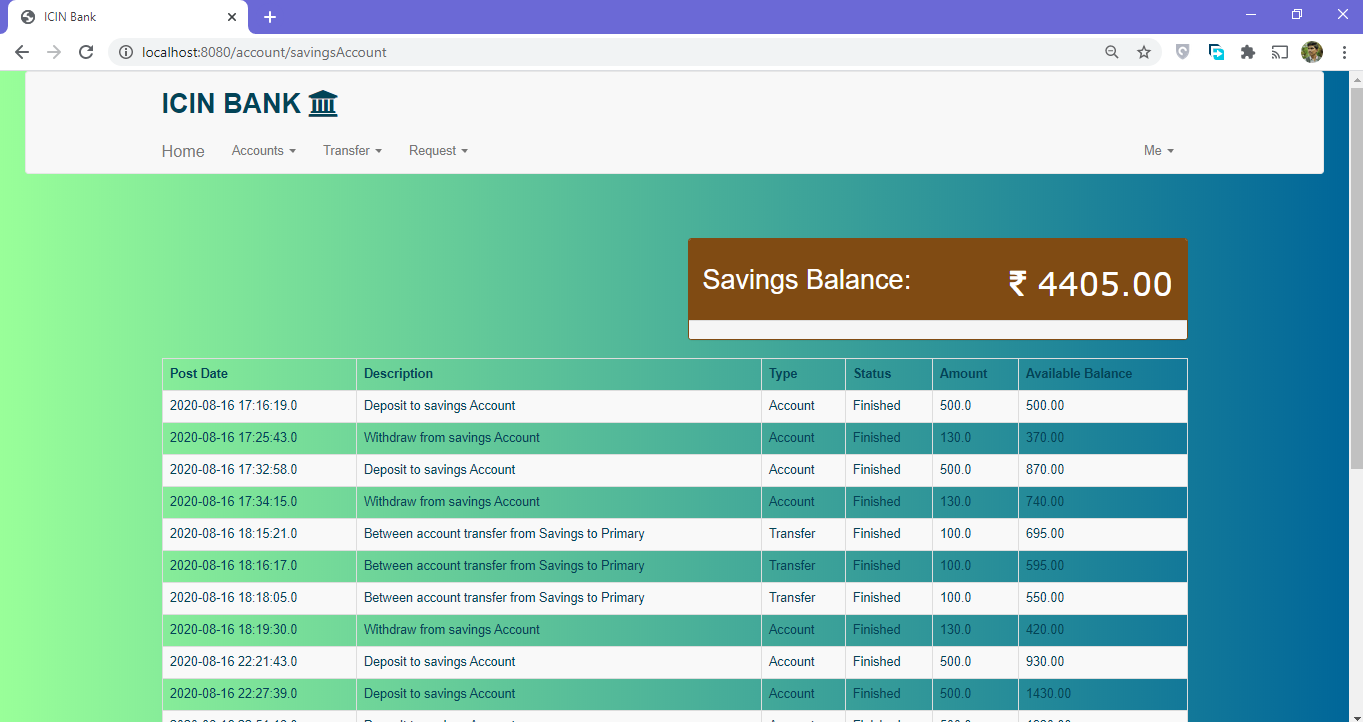 ICIN Bank
localhost:8080/account/savingsAccount
ICIN BANK
Home Accounts Transfer Request Me
Savings Balance: ₹ 4405.00
Post Date Description Type Status Amount Available Balance
2020-08-16 17:16:19.0 Deposit to savings Account Account Finished 500.0 500.00
2020-08-16 17:25:43.0 Withdraw from savings Account Account Finished 130.0 370.00
2020-08-16 17:32:58.0 Deposit to savings Account Account Finished 500.0 870.00
2020-08-16 17:34:15.0 Withdraw from savings Account Account Finished 130.0 740.00
2020-08-16 18:15:21.0 Between account transfer from Savings to Primary Transfer Finished 100.0 695.00
2020-08-16 18:16:17.0 Between account transfer from Savings to Primary Transfer Finished 100.0 595.00
2020-08-16 18:18:05.0 Between account transfer from Savings to Primary Transfer Finished 100.0 550.00
2020-08-16 18:19:30.0 Withdraw from savings Account Account Finished 130.0 420.00
2020-08-16 22:21:43.0 Deposit to savings Account Account Finished 500.0 930.00
2020-08-16 22:27:39.0 Deposit to savings Account Account Finished 500.0 1430.00